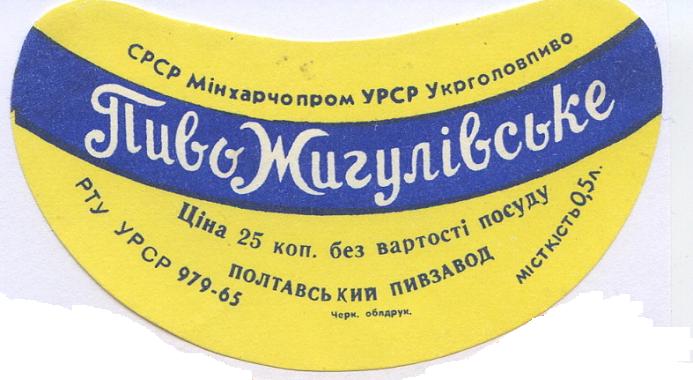 СРСР Мінхарчопром УРСР Укрголовпиво
Пиво Жигулівське
Ціна 25 коп. без вартості посуду
РТУ УРСР 979-65
ПОЛТАВСЬКИЙ ПИВЗАВОД
МІСТКІСТЬ 0,5л.
Черк. облдрук.